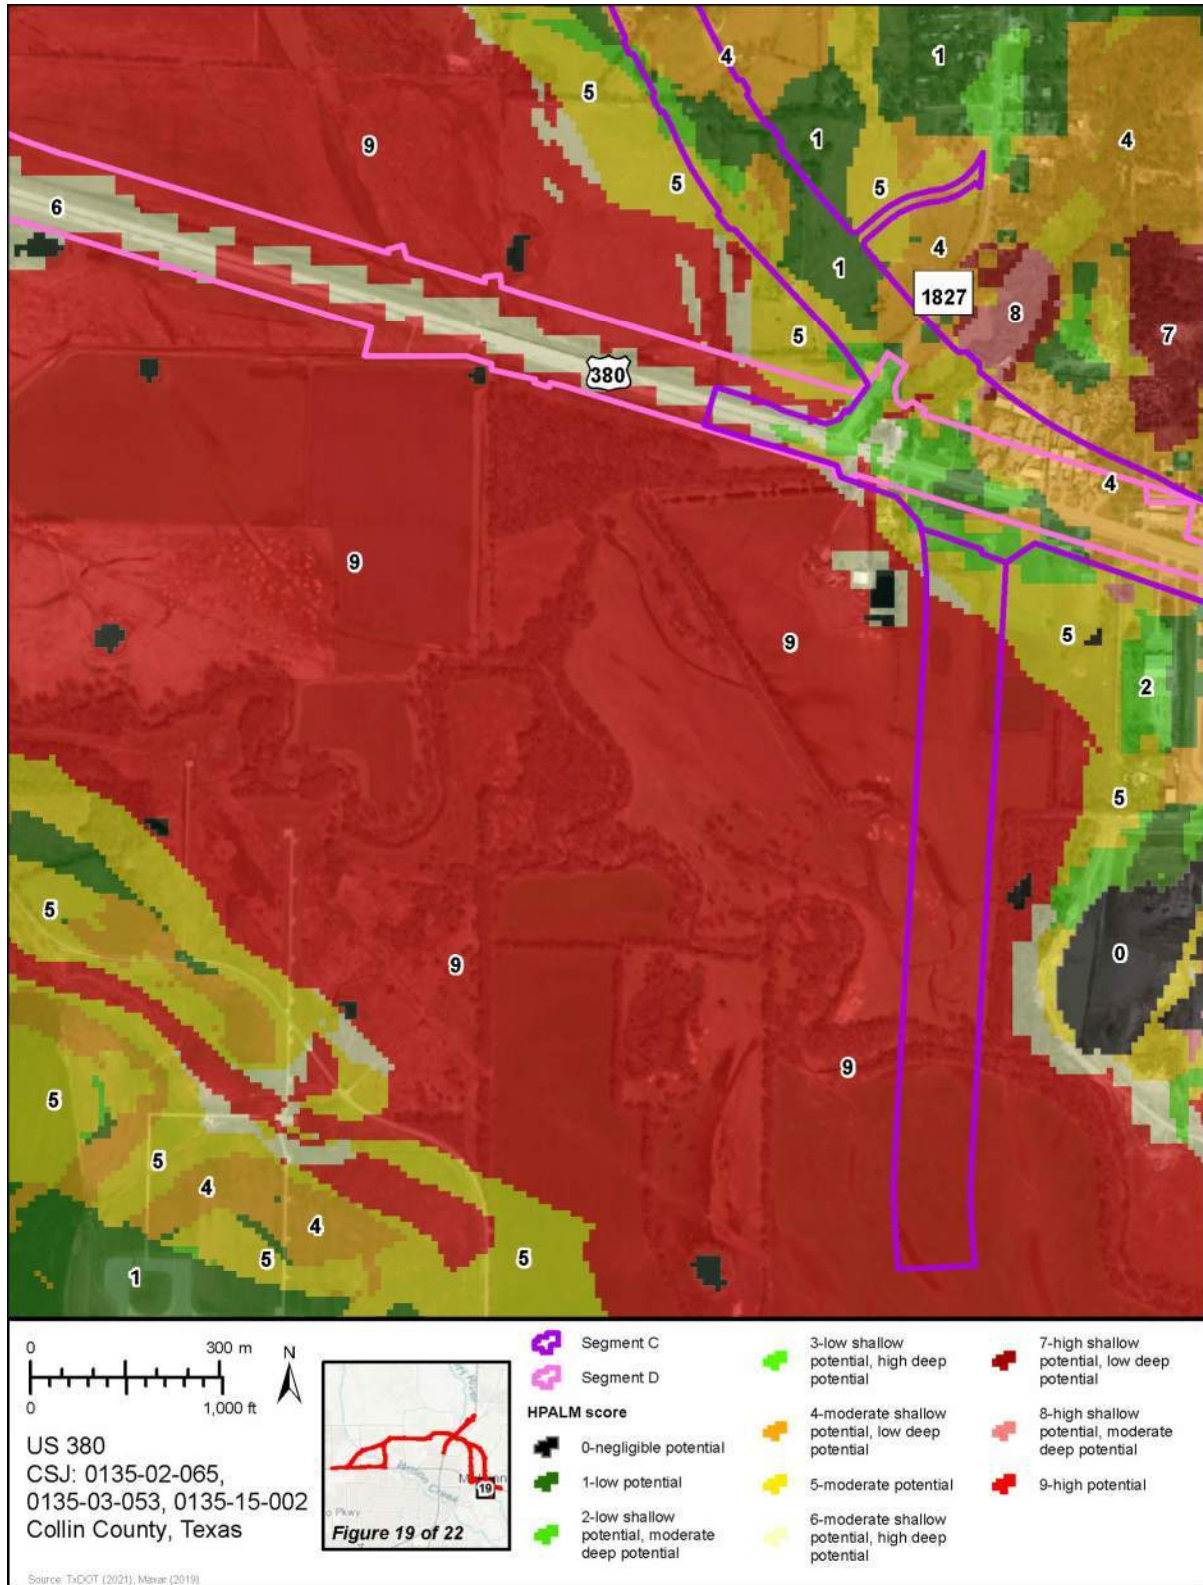 1
4
5
1
4
9
5
5
6
4
1
1827
8
5
7
380
4
9
9
5
2
5
5
0
9
9
5
5
4
4
5
5
1
0
300 m
N
0
1,000 ft
US 380
CSJ: 0135-02-065,
0135-03-053, 0135-15-002
Collin County, Texas
Source: TxDOT (2021), Maxar (2019)
19
o Pkwy
Figure 19 of 22
Segment C
Segment D
HPALM score
0-negligible potential
1-low potential
2-low shallow
potential, moderate
deep potential
3-low shallow
potential, high deep
potential
4-moderate shallow
potential, low deep
potential
5-moderate potential
6-moderate shallow
potential, high deep
potential
7-high shallow
potential, low deep
potential
8-high shallow
potential, moderate
deep potential
9-high potential